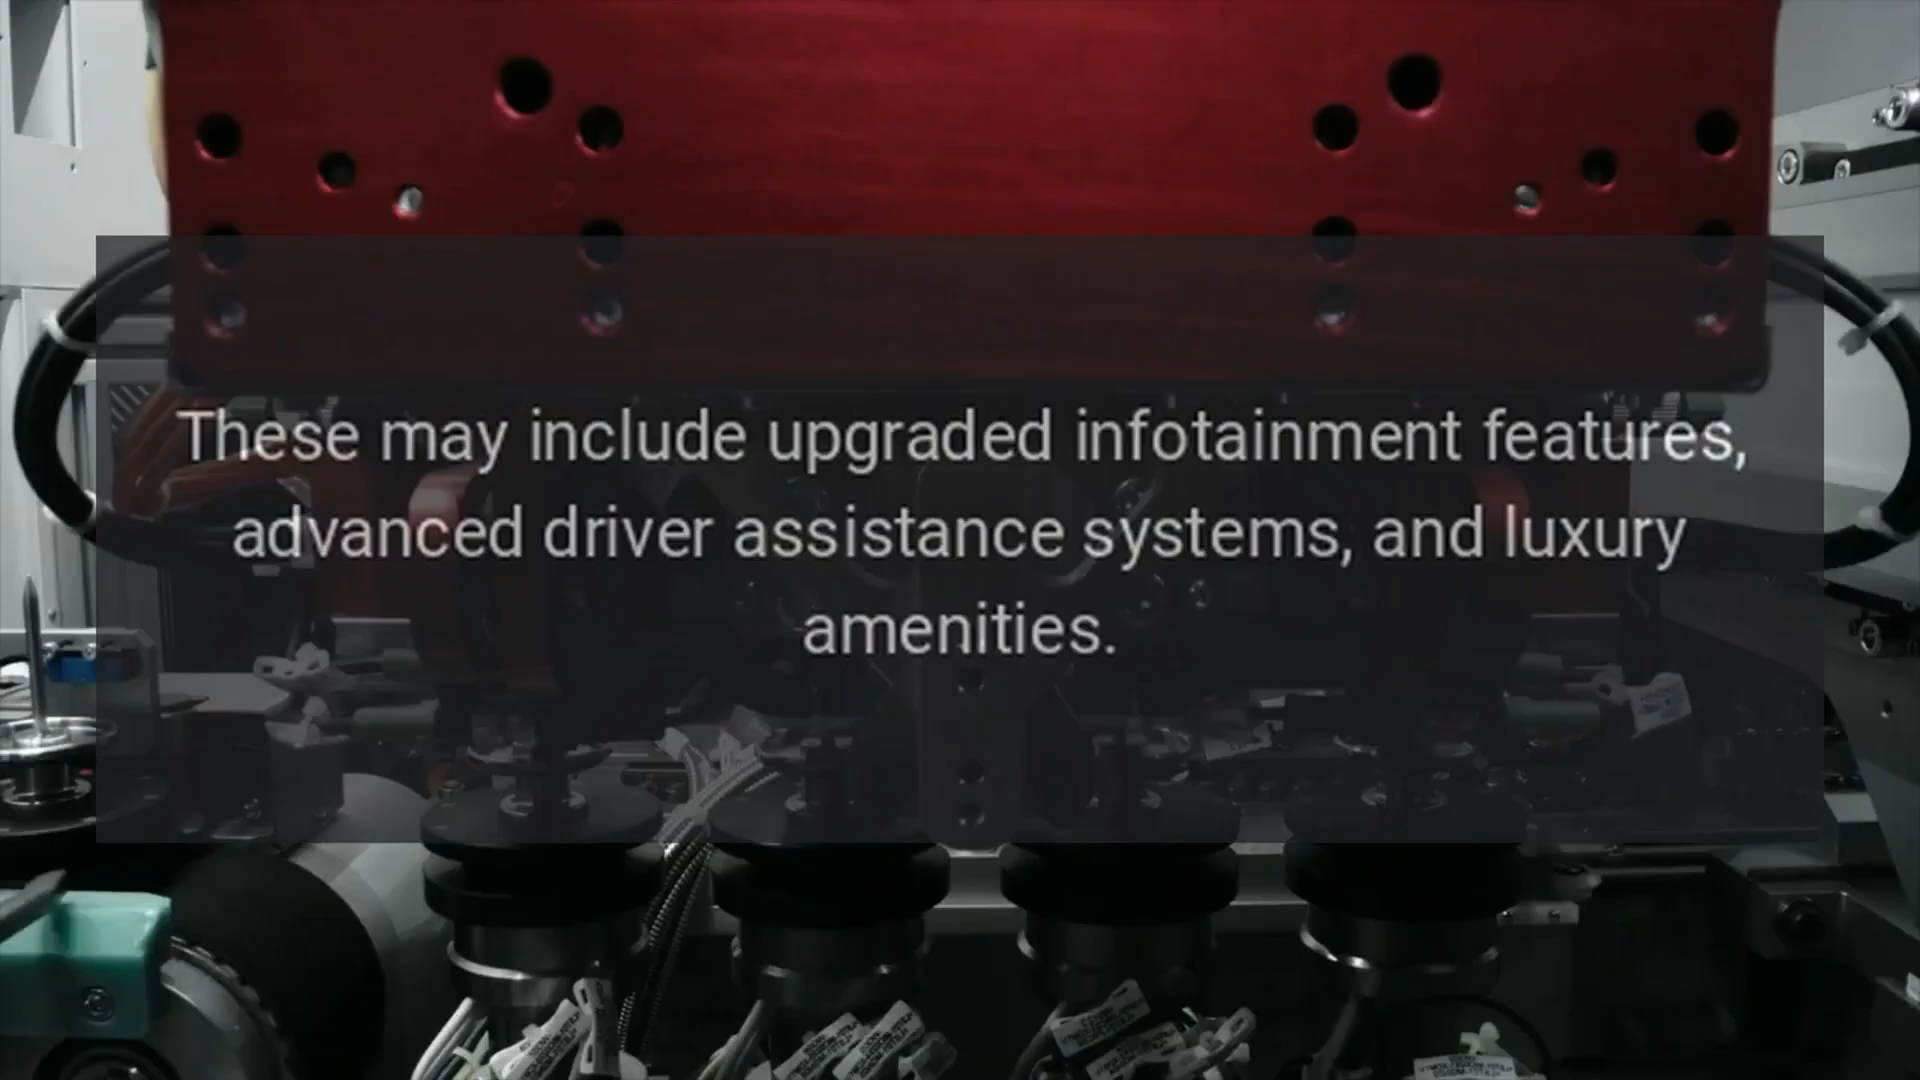 These may include upgraded infotainment features,
advanced driver assistance systems, and luxury
amenities.